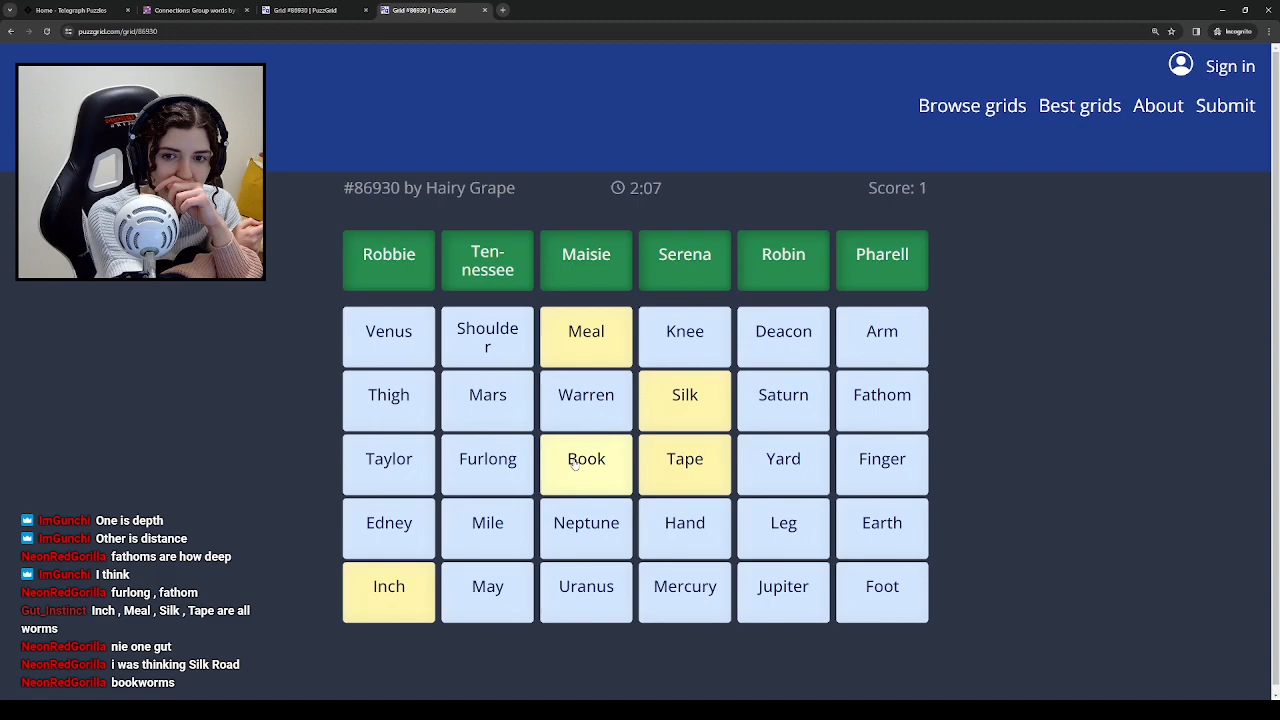 Home - Telegraph Puzzles
Connections: Group words by
Grid #86930 | PuzzGrid
Grid #86930 | PuzzGrid
puzzgrid.com/grid/86930
Incognito
Sign in
Browse grids Best grids About Submit
#86930 by Hairy Grape 2:07 Score: 1
Robbie Ten- Maisie Serena Robin Pharell
nessee
Venus Shoulde Meal Knee Deacon Arm
r
Thigh Mars Warren Silk Saturn Fathom
Taylor Furlong Book Tape Yard Finger
Edney Mile Neptune Hand Leg Earth
Inch May Uranus Mercury Jupiter Foot
ImGunchi One is depth
ImGunchi Other is distance
NeonRedGorilla fathoms are how deep
ImGunchi I think
NeonRedGorilla furlong , fathom
Gut_Instinct Inch , Meal , Silk , Tape are all
worms
NeonRedGorilla nie one gut
NeonRedGorilla i was thinking Silk Road
NeonRedGorilla bookworms